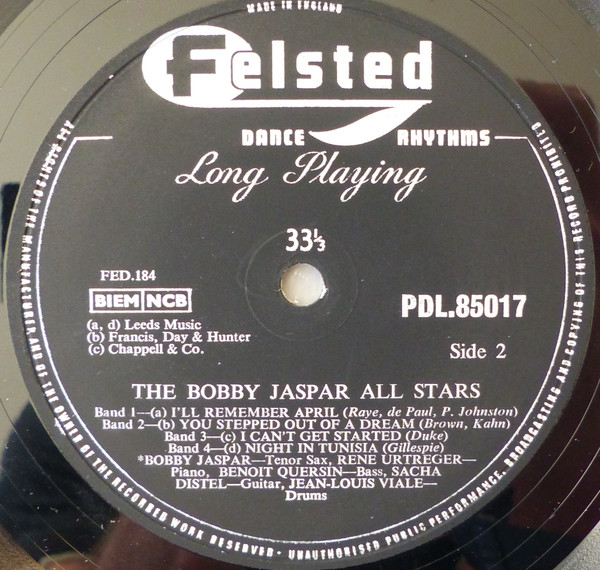 MADE IN ENGLAND
Felsted
DANCE RHYTHMS
Long Playing
33⅓
FED.184
BIEM NCB
(a, d) Leeds Music
(b) Francis, Day & Hunter
(c) Chappell & Co.
PDL.85017
Side 2
THE BOBBY JASPAR ALL STARS
Band 1—(a) I'LL REMEMBER APRIL (Raye, de Paul, P. Johnston)
Band 2—(b) YOU STEPPED OUT OF A DREAM (Brown, Kahn)
Band 3—(c) I CAN'T GET STARTED (Duke)
Band 4—(d) NIGHT IN TUNISIA (Gillespie)
*BOBBY JASPAR—Tenor Sax, RENE URTREGER—
Piano, BENOIT QUERSIN—Bass, SACHA
DISTEL—Guitar, JEAN-LOUIS VIALE—
Drums
ALL RIGHTS OF THE MANUFACTURER AND OF THE OWNER OF THE RECORDED WORK RESERVED · UNAUTHORISED PUBLIC PERFORMANCE, BROADCASTING AND COPYING OF THIS RECORD PROHIBITED